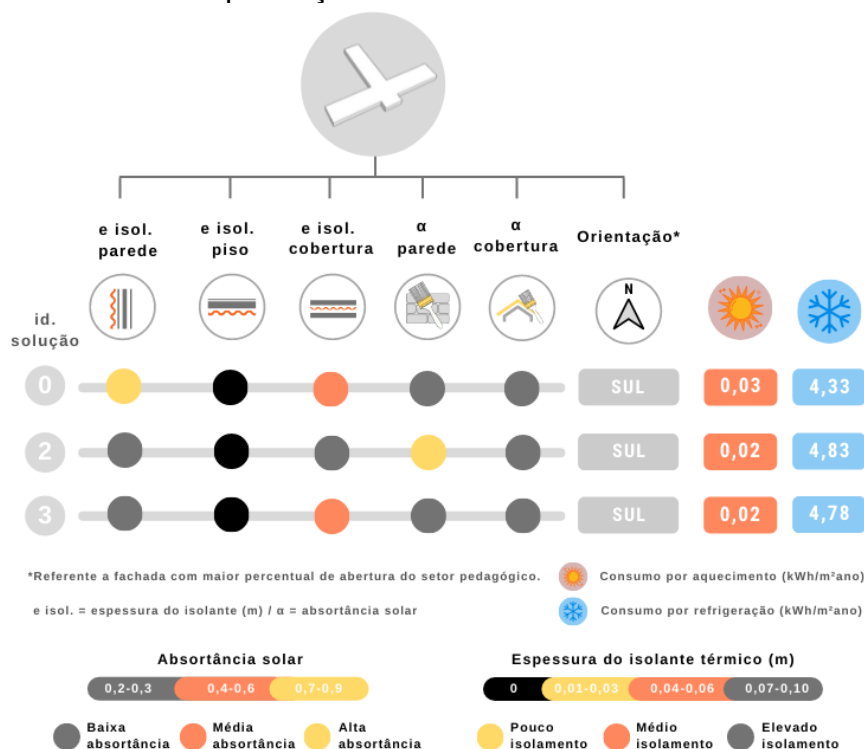 e isol.
parede
e isol.
piso
e isol.
cobertura
α
parede
α
cobertura
Orientação*
N
id.
solução
0 SUL 0,03 4,33
2 SUL 0,02 4,83
3 SUL 0,02 4,78
*Referente a fachada com maior percentual de abertura do setor pedagógico.
Consumo por aquecimento (kWh/m²ano)
e isol. = espessura do isolante (m) / α = absortância solar
Consumo por refrigeração (kWh/m²ano)
Absortância solar
0,2-0,3 0,4-0,6 0,7-0,9
Baixa
absortância
Média
absortância
Alta
absortância
Espessura do isolante térmico (m)
0 0,01-0,03 0,04-0,06 0,07-0,10
Pouco
isolamento
Médio
isolamento
Elevado
isolamento